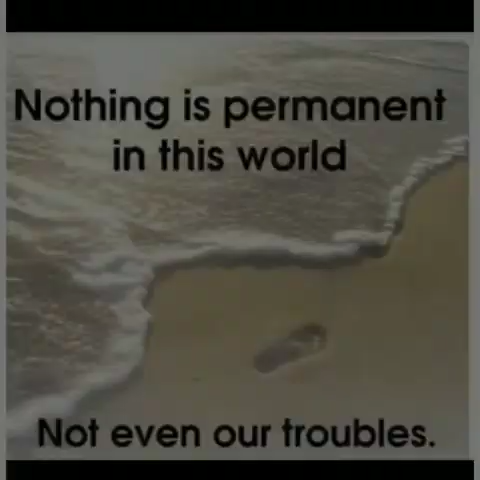 Nothing is permanent
in this world
Not even our troubles.